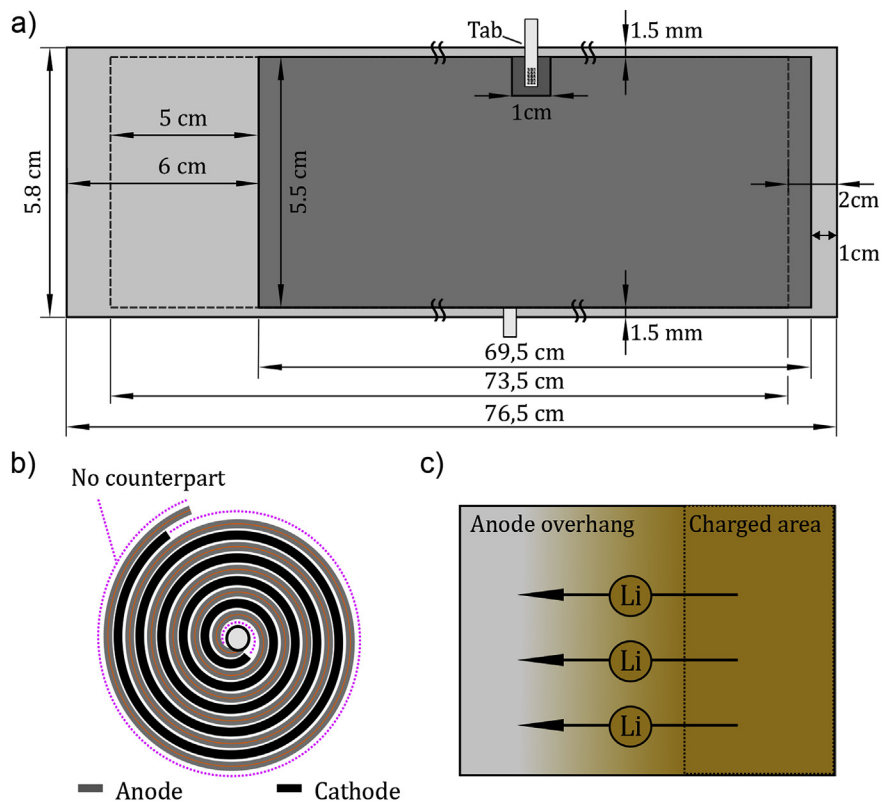 a)
Tab
1.5 mm
5 cm
1cm
6 cm
5.8 cm
5.5 cm
2cm
1cm
1.5 mm
69,5 cm
73,5 cm
76,5 cm
b)
No counterpart
Anode
Cathode
c)
Anode overhang
Charged area
Li
Li
Li